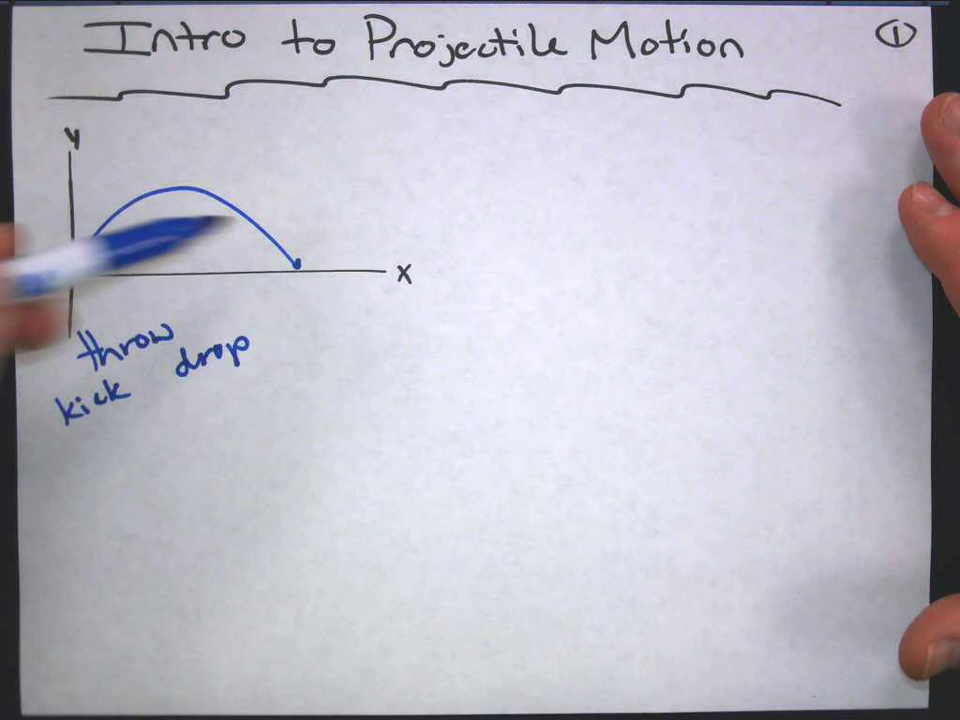 Intro to Projectile Motion
①
y
x
throw
drop
kick